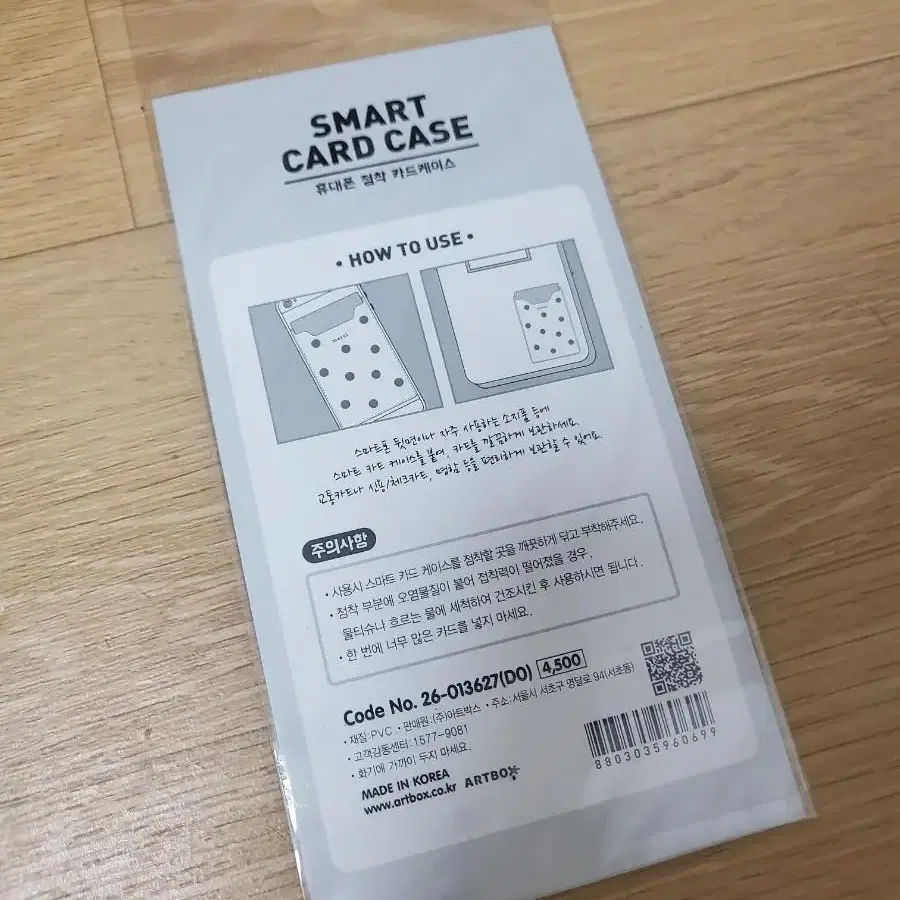 SMART
CARD CASE
휴대폰 점착 카드케이스
• HOW TO USE •
스마트폰 뒷면이나 자주 사용하는 소지품 등에
스마트 카드 케이스를 붙여, 카드를 깔끔하게 보관하세요.
교통카드나 신용/체크카드, 명함 등을 편리하게 보관할 수 있어요.
주의사항
• 사용시 스마트 카드 케이스를 점착할 곳을 깨끗하게 닦고 부착해주세요.
• 점착 부분에 오염물질이 붙어 접착력이 떨어졌을 경우,
물티슈나 흐르는 물에 세척하여 건조시킨 후 사용하시면 됩니다.
• 한 번에 너무 많은 카드를 넣지 마세요.
Code No. 26-013627(DO) 4,500
• 재질:PVC • 판매원:(주)아트박스 • 주소:서울시 서초구 명달로 94(서초동)
• 고객감동센터:1577-9081
• 화기에 가까이 두지 마세요.
MADE IN KOREA
www.artbox.co.kr ARTBOX
8803035960699